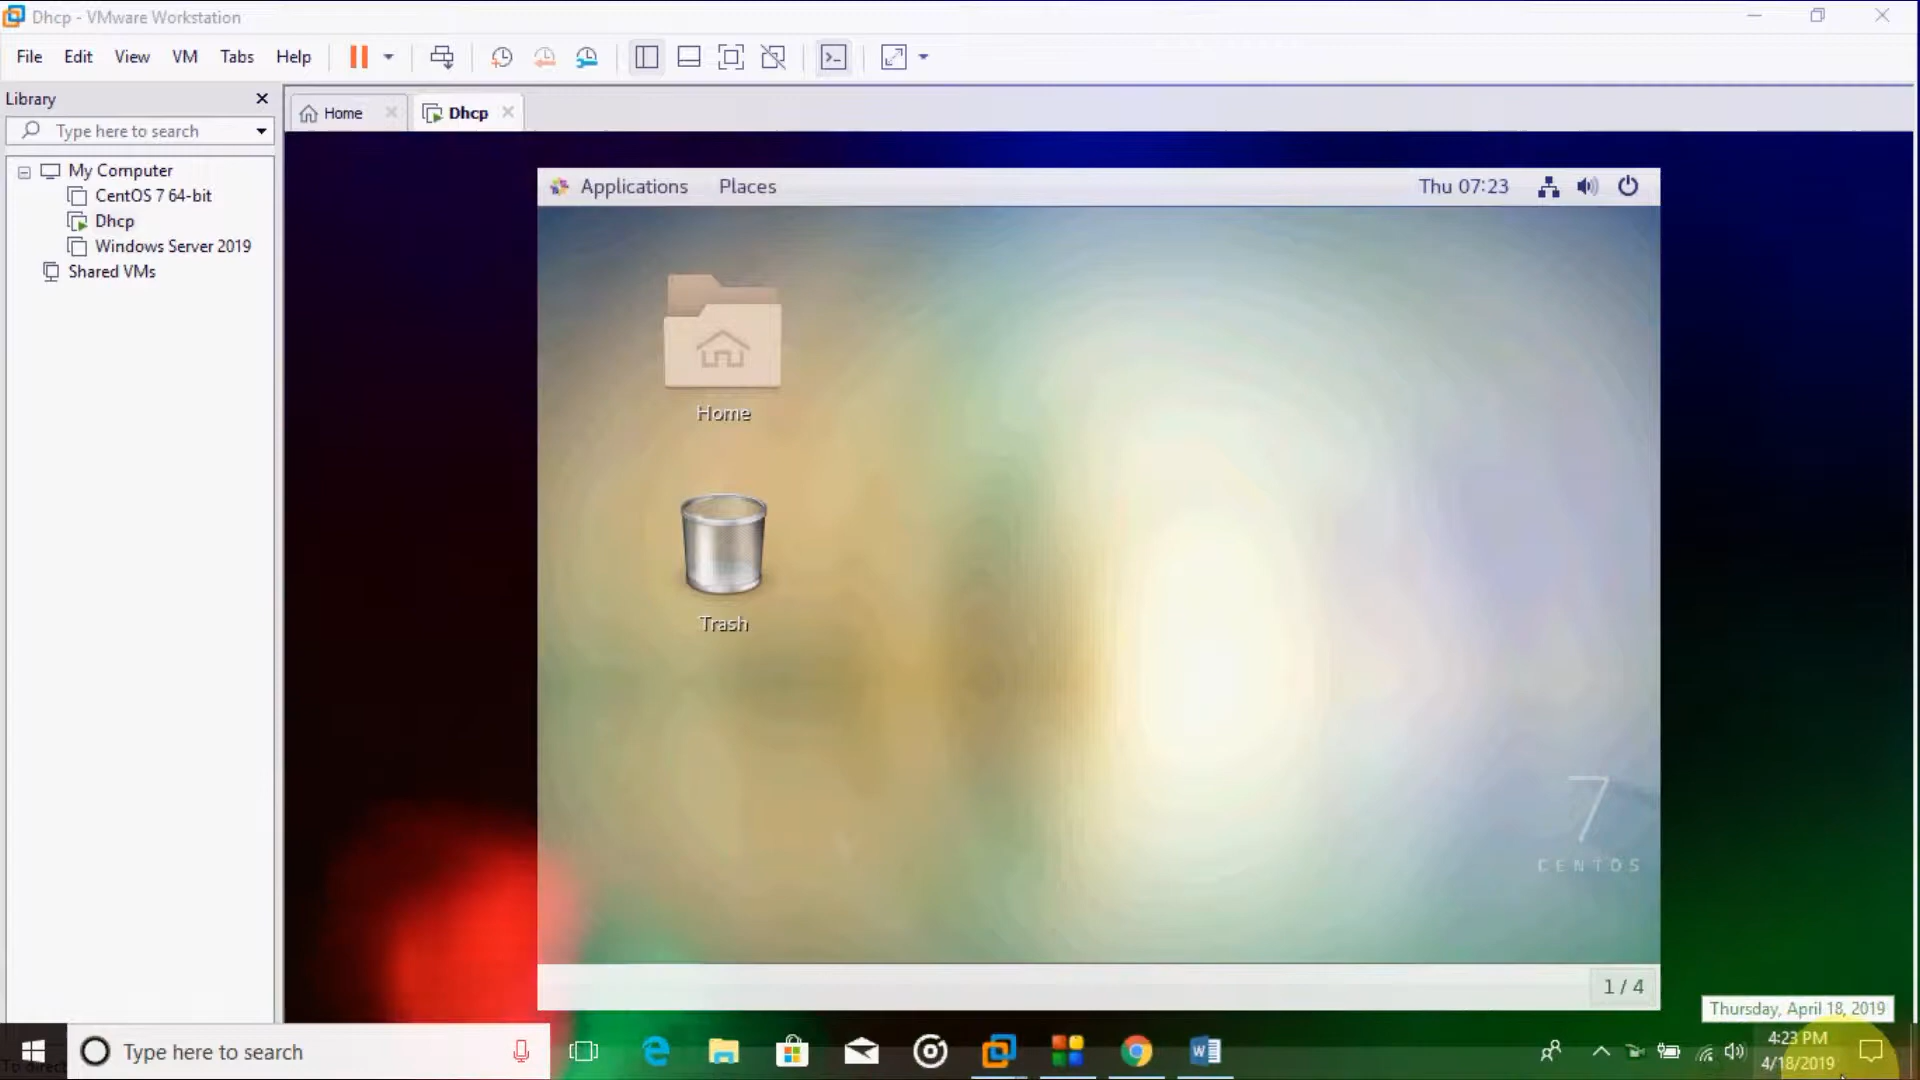 Dhcp - VMware Workstation
File Edit View VM Tabs Help
Library
Home
Dhcp
Type here to search
My Computer
CentOS 7 64-bit
Dhcp
Windows Server 2019
Shared VMs
Applications Places Thu 07:23
Home
Trash
7
CENTOS
1 / 4
Thursday, April 18, 2019
Type here to search
4:23 PM
4/18/2019
To direct